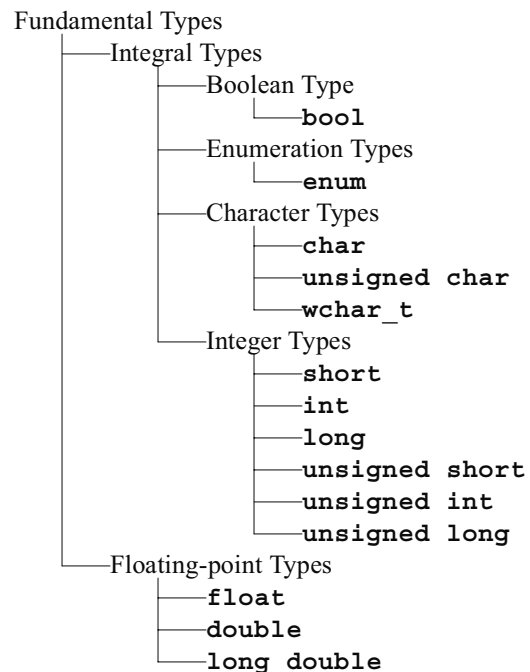 Fundamental Types
Integral Types
Boolean Type
bool
Enumeration Types
enum
Character Types
char
unsigned char
wchar_t
Integer Types
short
int
long
unsigned short
unsigned int
unsigned long
Floating-point Types
float
double
long double